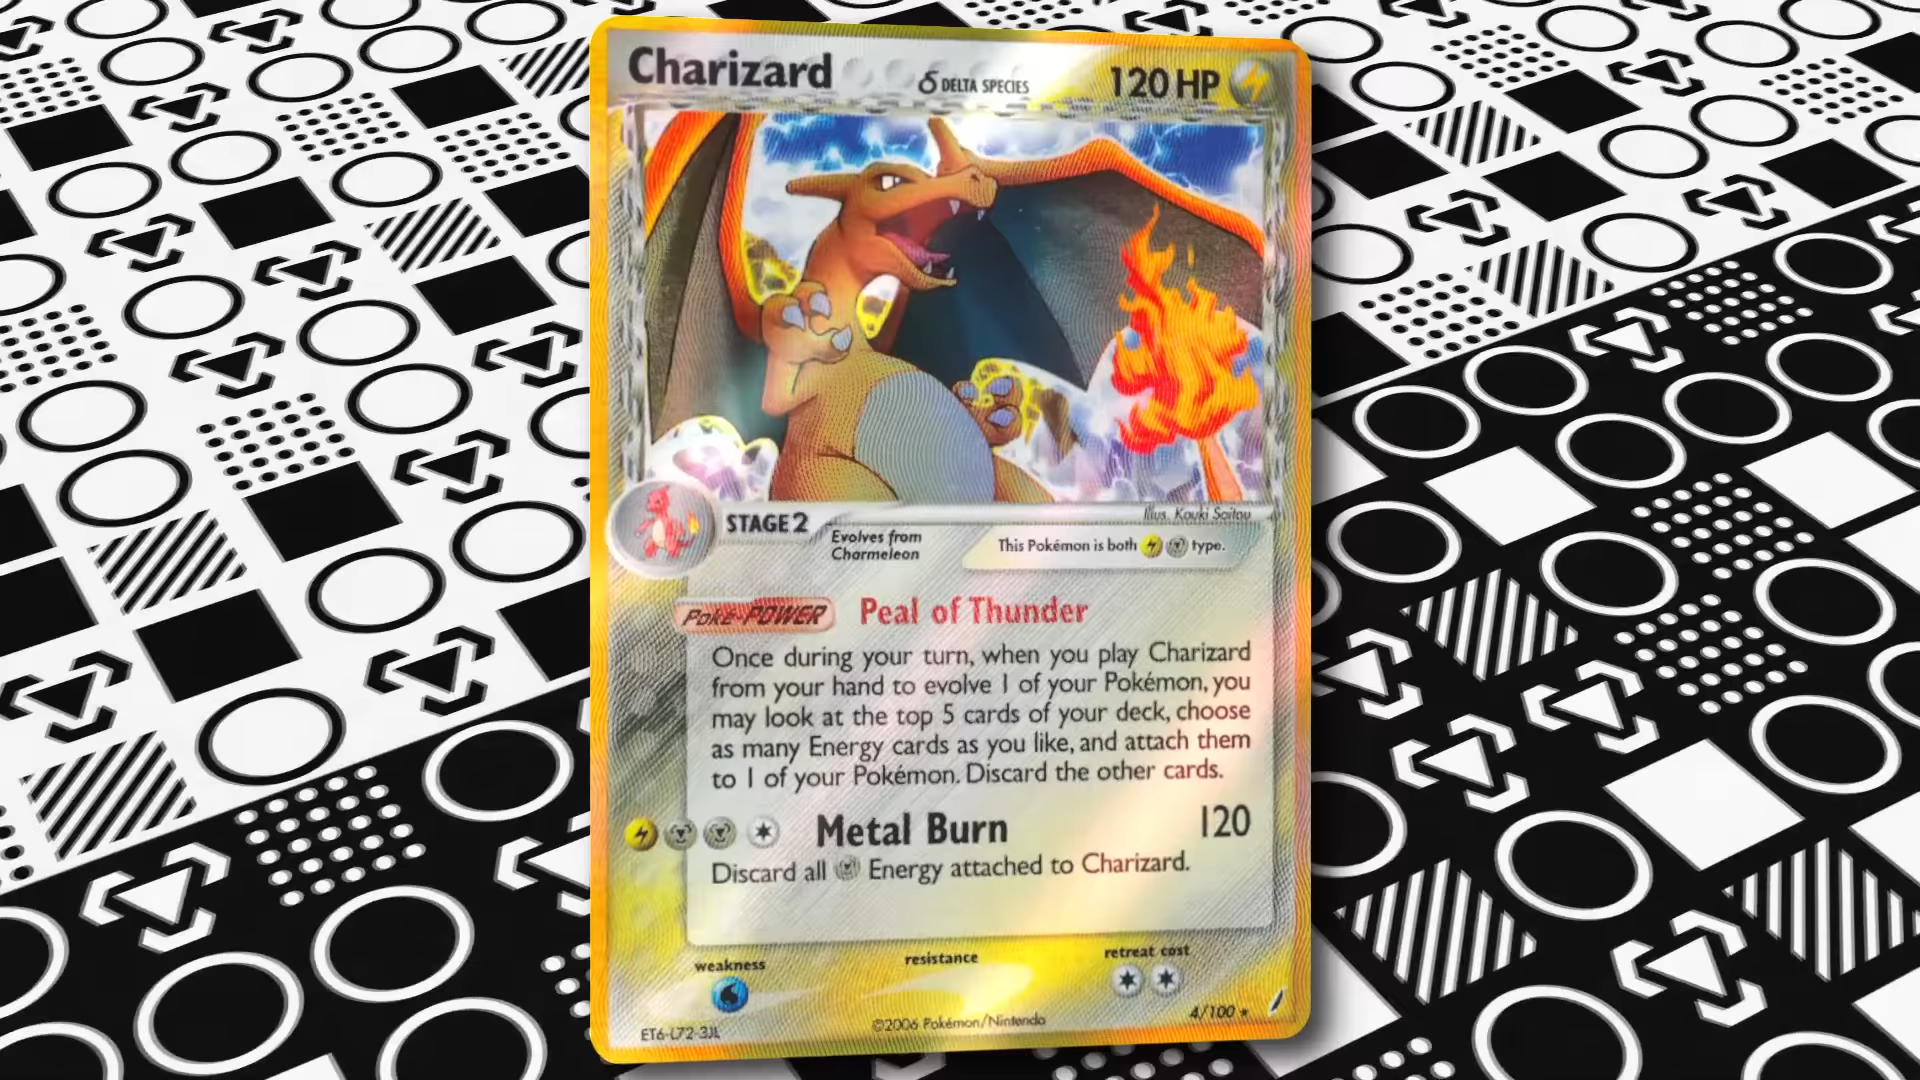 Charizard δ DELTA SPECIES 120 HP
Illus. Kouki Saitou
STAGE 2
Evolves from
Charmeleon
This Pokémon is both type.
Poké-POWER Peal of Thunder
Once during your turn, when you play Charizard
from your hand to evolve 1 of your Pokémon, you
may look at the top 5 cards of your deck, choose
as many Energy cards as you like, and attach them
to 1 of your Pokémon. Discard the other cards.
Metal Burn 120
Discard all Energy attached to Charizard.
weakness resistance retreat cost
4/100 ★
ET6-L72-3JL ©2006 Pokémon/Nintendo